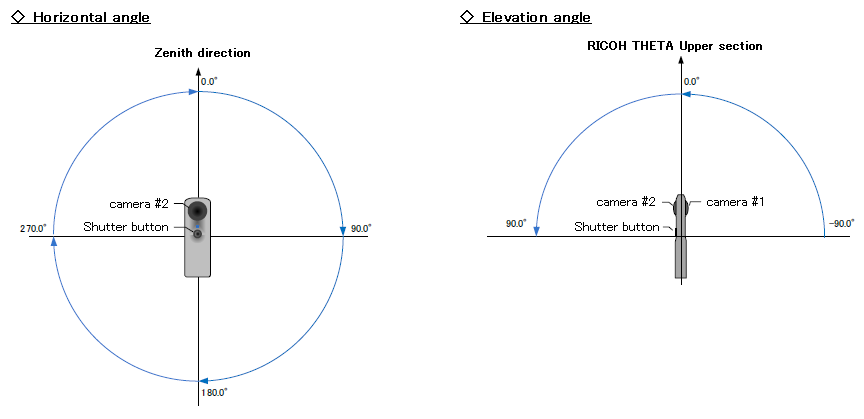 ◇ Horizontal angle
Zenith direction
0.0°
camera #2
Shutter button
270.0°
90.0°
180.0°
◇ Elevation angle
RICOH THETA Upper section
0.0°
camera #2
camera #1
90.0°
Shutter button
-90.0°